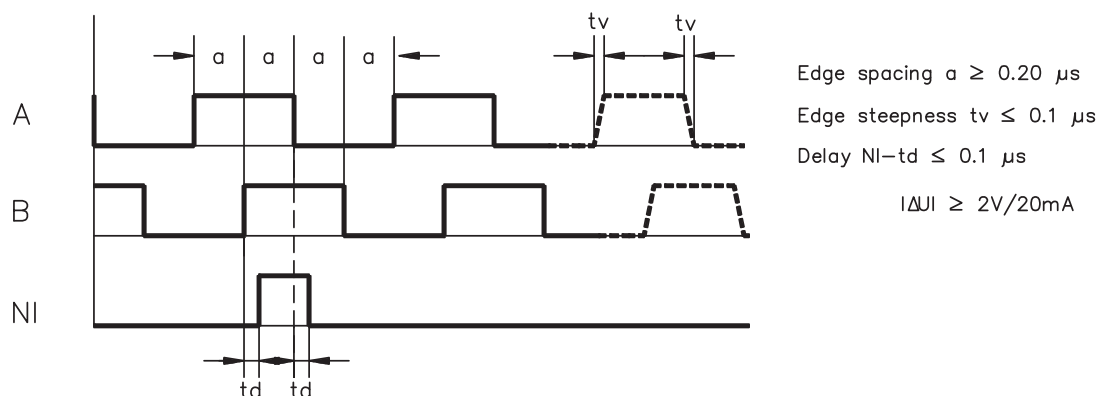 tv tv
a a a a
A
B
NI
td td
Edge spacing a ≥ 0.20 µs
Edge steepness tv ≤ 0.1 µs
Delay NI-td ≤ 0.1 µs
IΔUI ≥ 2V/20mA